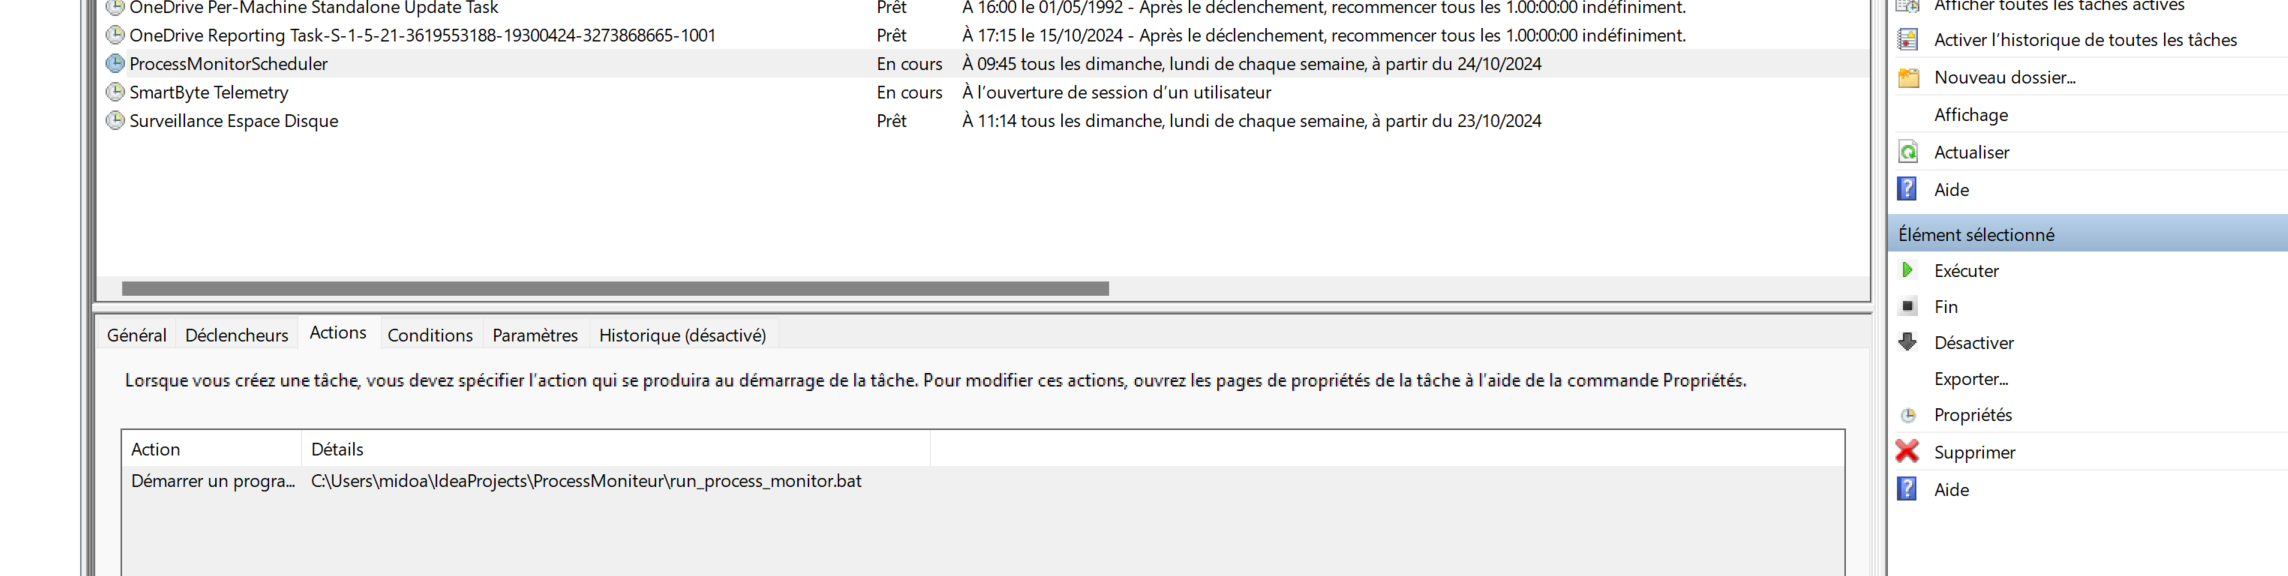 OneDrive Per-Machine Standalone Update Task Prêt À 16:00 le 01/05/1992 - Après le déclenchement, recommencer tous les 1.00:00:00 indéfiniment.
OneDrive Reporting Task-S-1-5-21-3619553188-19300424-3273868665-1001 Prêt À 17:15 le 15/10/2024 - Après le déclenchement, recommencer tous les 1.00:00:00 indéfiniment.
ProcessMonitorScheduler En cours À 09:45 tous les dimanche, lundi de chaque semaine, à partir du 24/10/2024
SmartByte Telemetry En cours À l'ouverture de session d'un utilisateur
Surveillance Espace Disque Prêt À 11:14 tous les dimanche, lundi de chaque semaine, à partir du 23/10/2024
Général Déclencheurs Actions Conditions Paramètres Historique (désactivé)
Lorsque vous créez une tâche, vous devez spécifier l'action qui se produira au démarrage de la tâche. Pour modifier ces actions, ouvrez les pages de propriétés de la tâche à l'aide de la commande Propriétés.
Action Détails
Démarrer un progra... C:\Users\midoa\IdeaProjects\ProcessMoniteur\run_process_monitor.bat
Afficher toutes les tâches actives
Activer l'historique de toutes les tâches
Nouveau dossier...
Affichage
Actualiser
Aide
Élément sélectionné
Exécuter
Fin
Désactiver
Exporter...
Propriétés
Supprimer
Aide